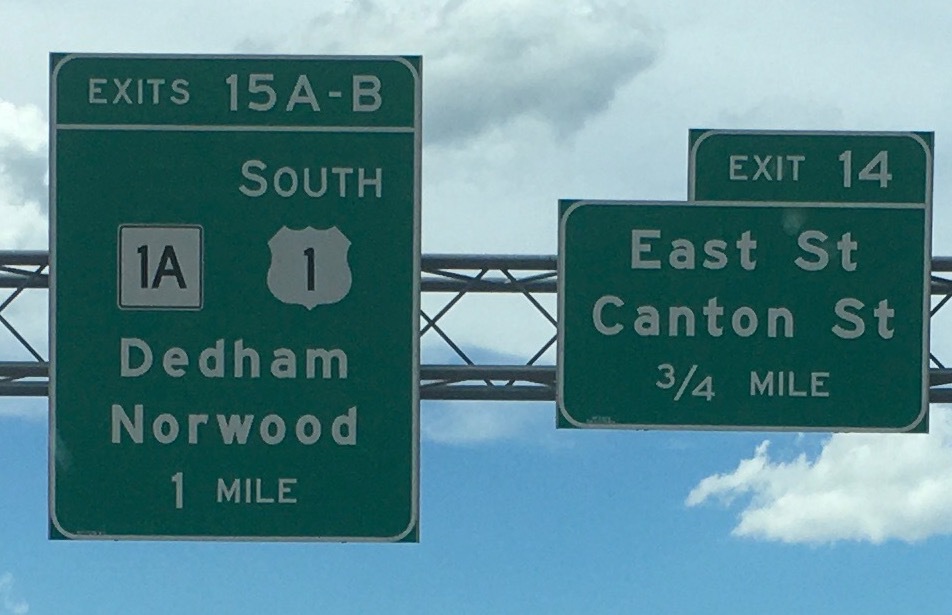 EXITS 15A-B
SOUTH
1A 1
Dedham
Norwood
1 MILE
EXIT 14
East St
Canton St
3/4 MILE